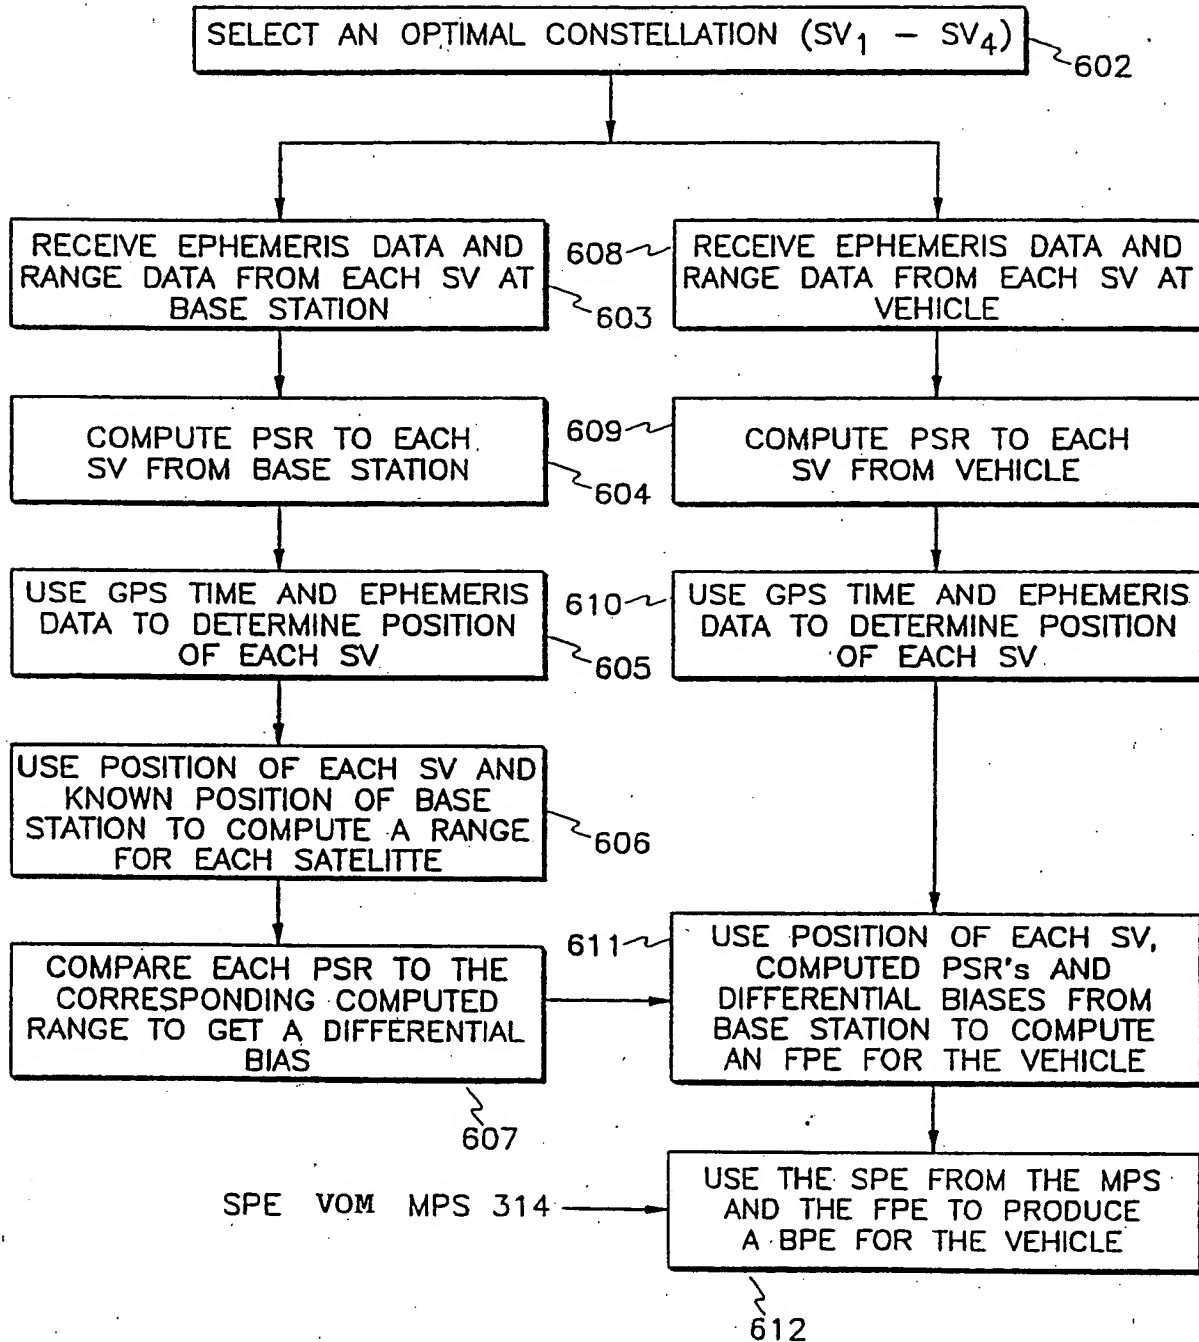 SELECT AN OPTIMAL CONSTELLATION (SV1 – SV4)
602
RECEIVE EPHEMERIS DATA AND
RANGE DATA FROM EACH SV AT
BASE STATION
603
608
RECEIVE EPHEMERIS DATA AND
RANGE DATA FROM EACH SV AT
VEHICLE
COMPUTE PSR TO EACH
SV FROM BASE STATION
604
609
COMPUTE PSR TO EACH
SV FROM VEHICLE
USE GPS TIME AND EPHEMERIS
DATA TO DETERMINE POSITION
OF EACH SV
605
610
USE GPS TIME AND EPHEMERIS
DATA TO DETERMINE POSITION
OF EACH SV
USE POSITION OF EACH SV AND
KNOWN POSITION OF BASE
STATION TO COMPUTE A RANGE
FOR EACH SATELITTE
606
COMPARE EACH PSR TO THE
CORRESPONDING COMPUTED
RANGE TO GET A DIFFERENTIAL
BIAS
607
611
USE POSITION OF EACH SV,
COMPUTED PSR's AND
DIFFERENTIAL BIASES FROM
BASE STATION TO COMPUTE
AN FPE FOR THE VEHICLE
SPE VOM MPS 314
USE THE SPE FROM THE MPS
AND THE FPE TO PRODUCE
A BPE FOR THE VEHICLE
612